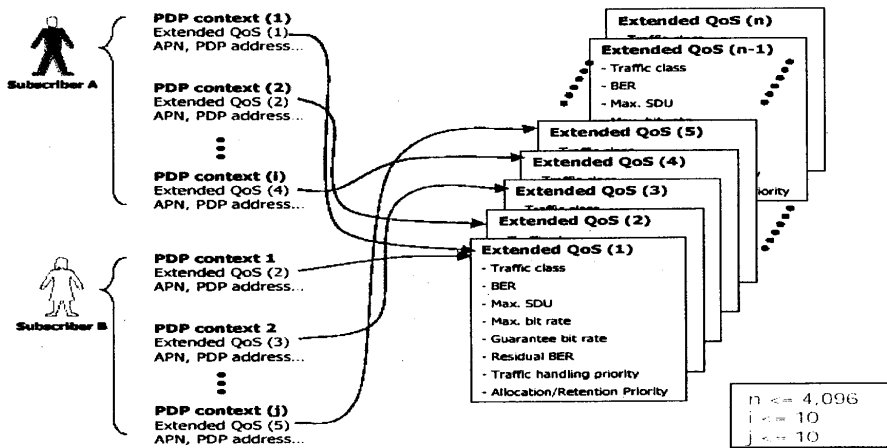 PDP context (1)
Extended QoS (1)
APN, PDP address...
Subscriber A
PDP context (2)
Extended QoS (2)
APN, PDP address...
PDP context (i)
Extended QoS (4)
APN, PDP address...
PDP context 1
Extended QoS (2)
APN, PDP address...
Subscriber B
PDP context 2
Extended QoS (3)
APN, PDP address...
PDP context (j)
Extended QoS (5)
APN, PDP address...
Extended QoS (n)
Extended QoS (n-1)
- Traffic class
- BER
- Max. SDU
Extended QoS (5)
Extended QoS (4)
Extended QoS (3)
Extended QoS (2)
Extended QoS (1)
- Traffic class
- BER
- Max. SDU
- Max. bit rate
- Guarantee bit rate
- Residual BER
- Traffic handling priority
- Allocation/Retention Priority
n <= 4,096
i <= 10
j <= 10